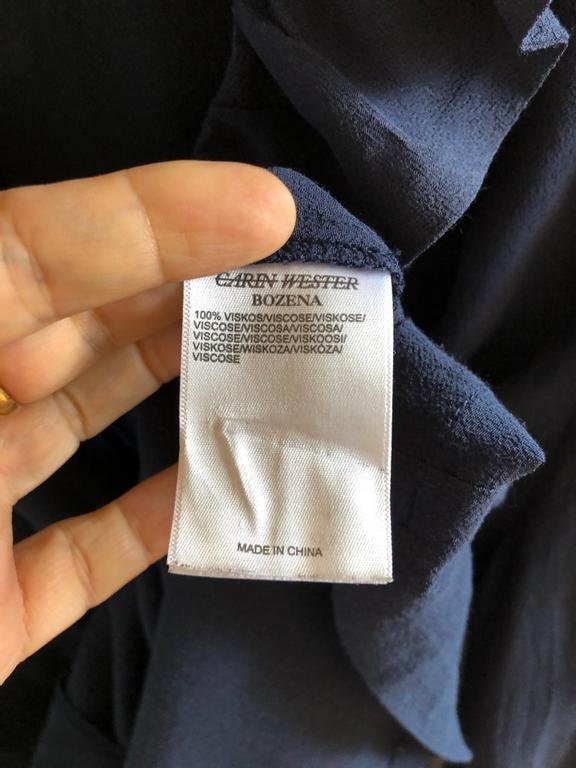 CARIN WESTER
BOZENA
100% VISKOS/VISCOSE/VISKOSE/
VISCOSE/VISCOSA/VISCOSA/
VISCOSE/VISCOSE/VISKOOSI/
VISKOSE/WISKOZA/VISKÓZA/
VISCOSE
MADE IN CHINA